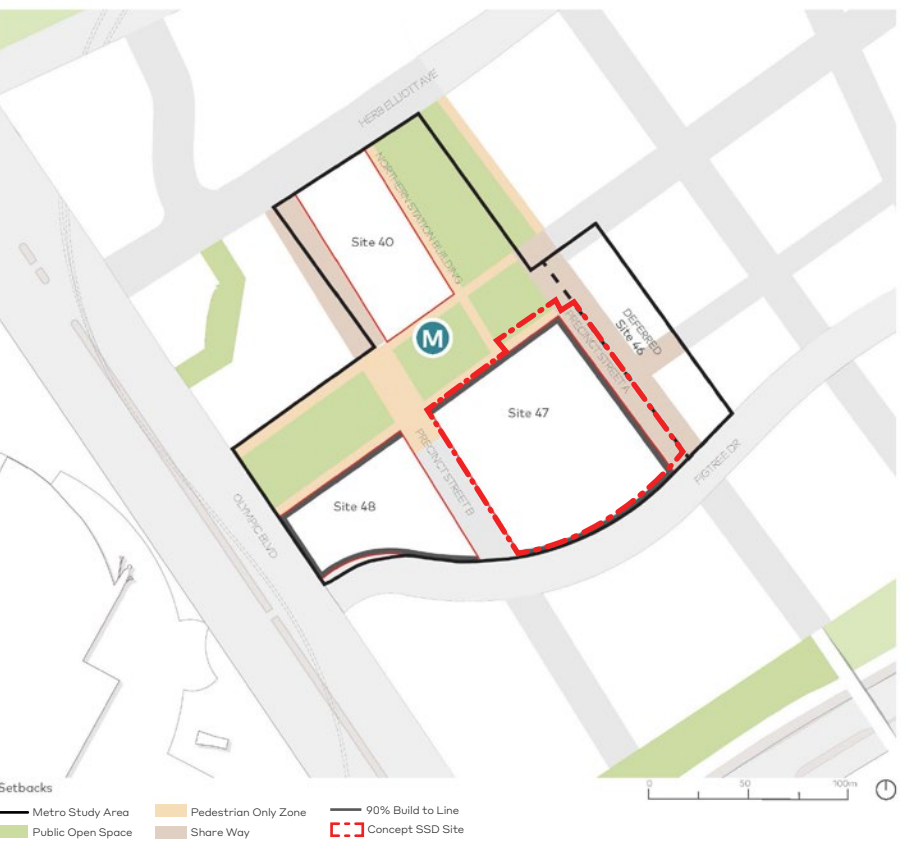 HERB ELLIOTT AVE
NORTHERN STATION BUILDING
Site 40
M
DEFERRED
Site 46
PRECINCT STREET A
Site 47
PRECINCT STREET B
FIGTREE DR
OLYMPIC BLVD
Site 48
Setbacks
0 50 100m
Metro Study Area
Pedestrian Only Zone
90% Build to Line
Public Open Space
Share Way
Concept SSD Site